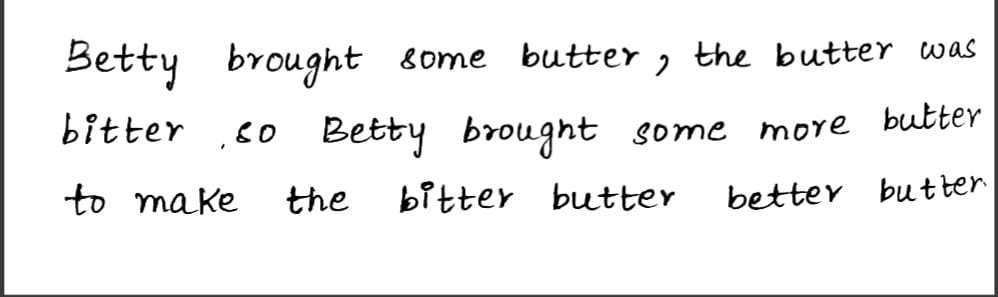 Betty brought some butter, the butter was
bitter, so Betty brought some more butter
to make the bitter butter better butter